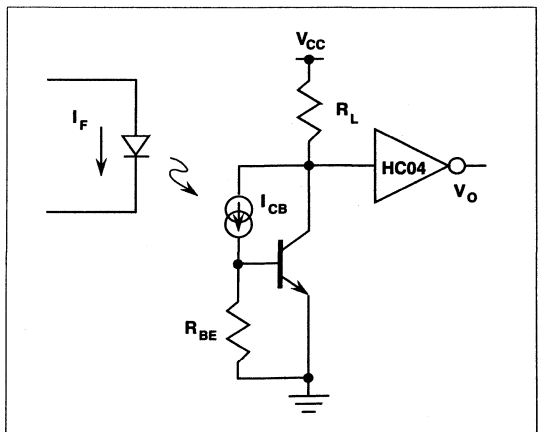 V_CC
R_L
I_F
HC04
V_O
I_CB
R_BE